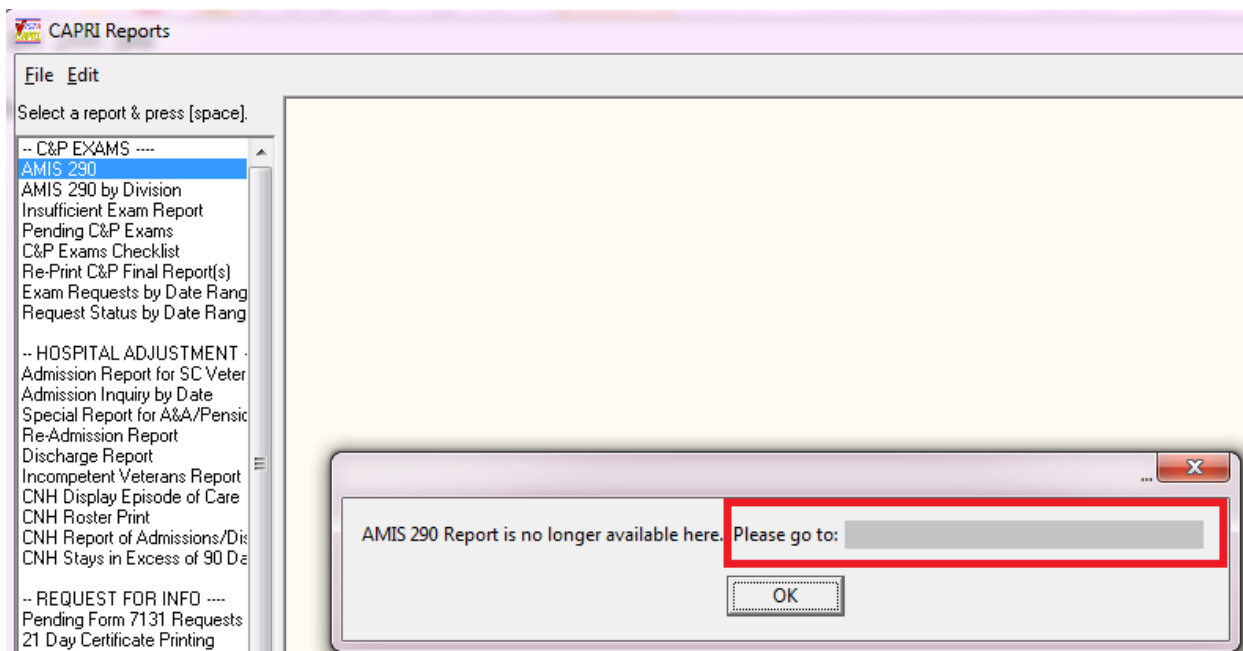 CAPRI Reports
File Edit
Select a report & press [space].
-- C&P EXAMS ----
AMIS 290
AMIS 290 by Division
Insufficient Exam Report
Pending C&P Exams
C&P Exams Checklist
Re-Print C&P Final Report(s)
Exam Requests by Date Rang
Request Status by Date Rang
-- HOSPITAL ADJUSTMENT -
Admission Report for SC Veter
Admission Inquiry by Date
Special Report for A&A/Pensic
Re-Admission Report
Discharge Report
Incompetent Veterans Report
CNH Display Episode of Care
CNH Roster Print
CNH Report of Admissions/Dis
CNH Stays in Excess of 90 Da
-- REQUEST FOR INFO ----
Pending Form 7131 Requests
21 Day Certificate Printing
...
AMIS 290 Report is no longer available here. Please go to:
OK